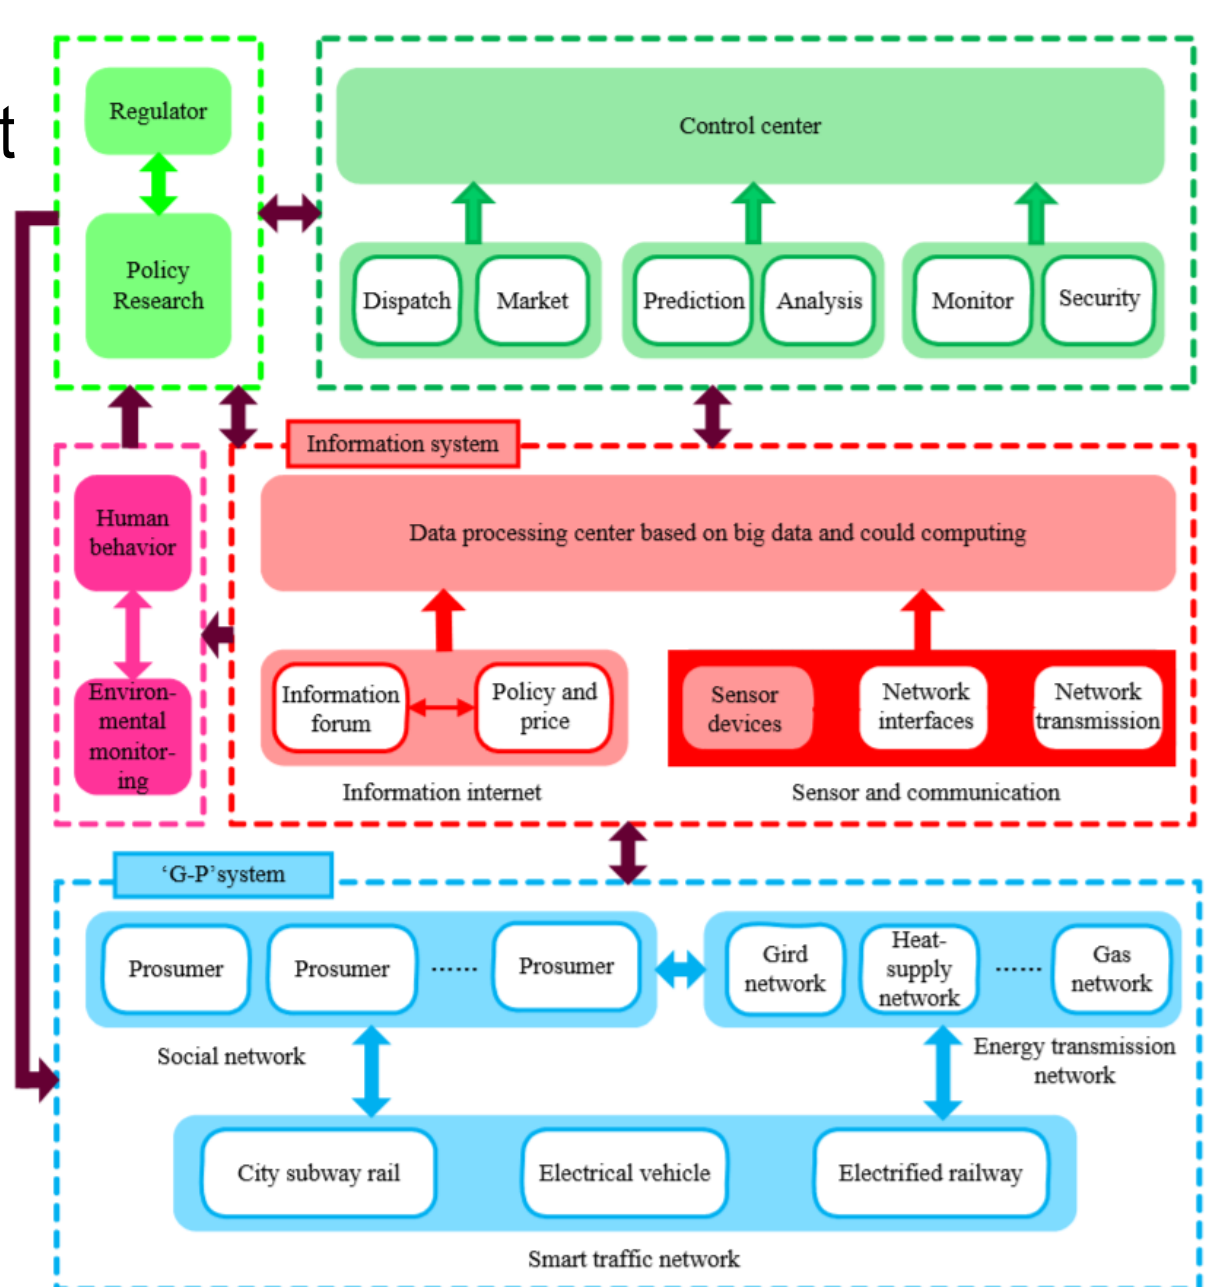 t
Regulator
Policy
Research
Control center
Dispatch
Market
Prediction
Analysis
Monitor
Security
Information system
Human
behavior
Environ-
mental
monitor-
ing
Data processing center based on big data and could computing
Information
forum
Policy and
price
Sensor
devices
Network
interfaces
Network
transmission
Information internet
Sensor and communication
‘G-P’system
Prosumer
Prosumer
......
Prosumer
Gird
network
Heat-
supply
network
......
Gas
network
Social network
Energy transmission
network
City subway rail
Electrical vehicle
Electrified railway
Smart traffic network